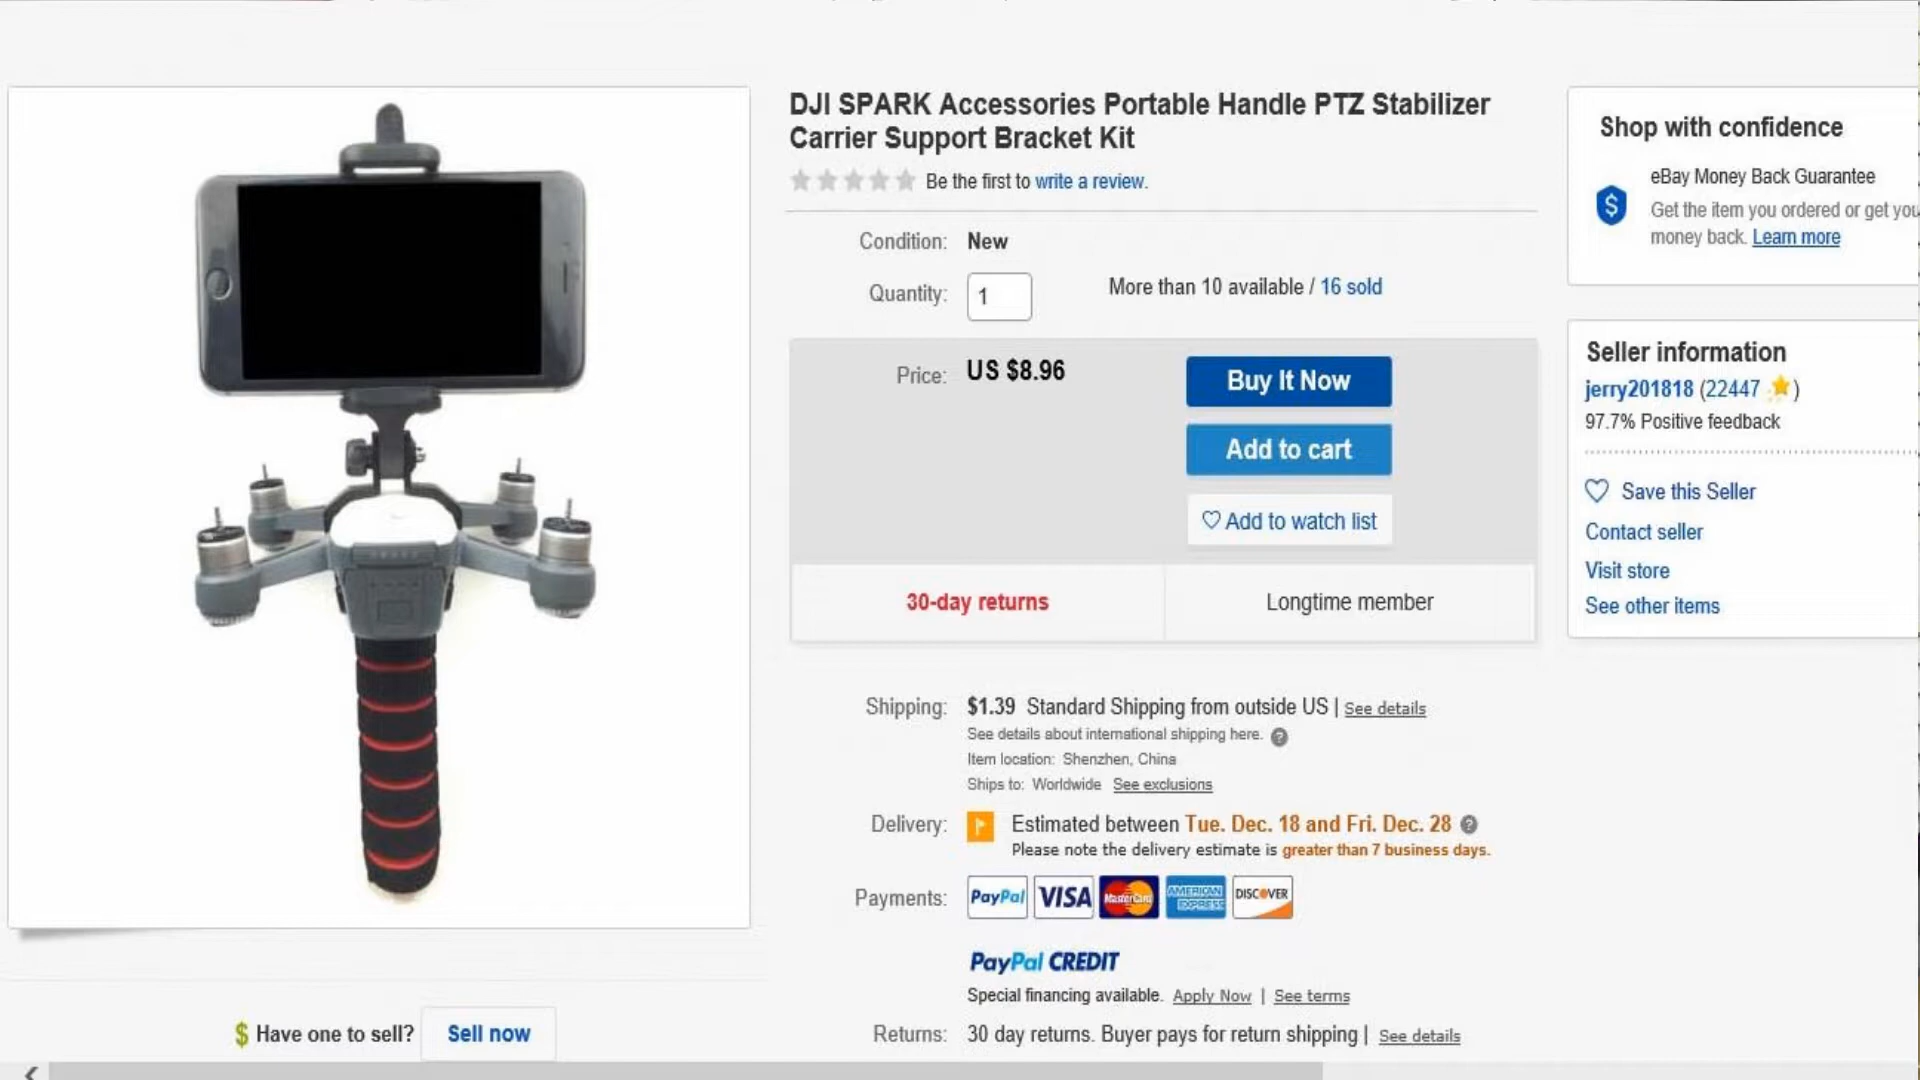 DJI SPARK Accessories Portable Handle PTZ Stabilizer
Carrier Support Bracket Kit
Be the first to write a review.
Condition: New
Quantity: 1
More than 10 available / 16 sold
Price: US $8.96
Buy It Now
Add to cart
Add to watch list
30-day returns
Longtime member
Shipping: $1.39 Standard Shipping from outside US | See details
See details about international shipping here. ?
Item location: Shenzhen, China
Ships to: Worldwide See exclusions
Delivery: Estimated between Tue. Dec. 18 and Fri. Dec. 28 ?
Please note the delivery estimate is greater than 7 business days.
Payments: PayPal VISA MasterCard AMERICAN EXPRESS DISCOVER
PayPal CREDIT
Special financing available. Apply Now | See terms
Returns: 30 day returns. Buyer pays for return shipping | See details
$ Have one to sell? Sell now
Shop with confidence
eBay Money Back Guarantee
$
Get the item you ordered or get you
money back. Learn more
Seller information
jerry201818 (22447 )
97.7% Positive feedback
Save this Seller
Contact seller
Visit store
See other items